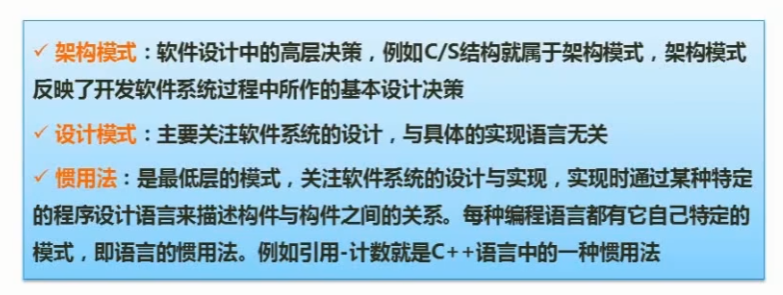 ✓ 架构模式：软件设计中的高层决策，例如C/S结构就属于架构模式，架构模式
反映了开发软件系统过程中所作的基本设计决策
✓ 设计模式：主要关注软件系统的设计，与具体的实现语言无关
✓ 惯用法：是最低层的模式，关注软件系统的设计与实现，实现时通过某种特定
的程序设计语言来描述构件与构件之间的关系。每种编程语言都有它自己特定的
模式，即语言的惯用法。例如引用-计数就是C++语言中的一种惯用法